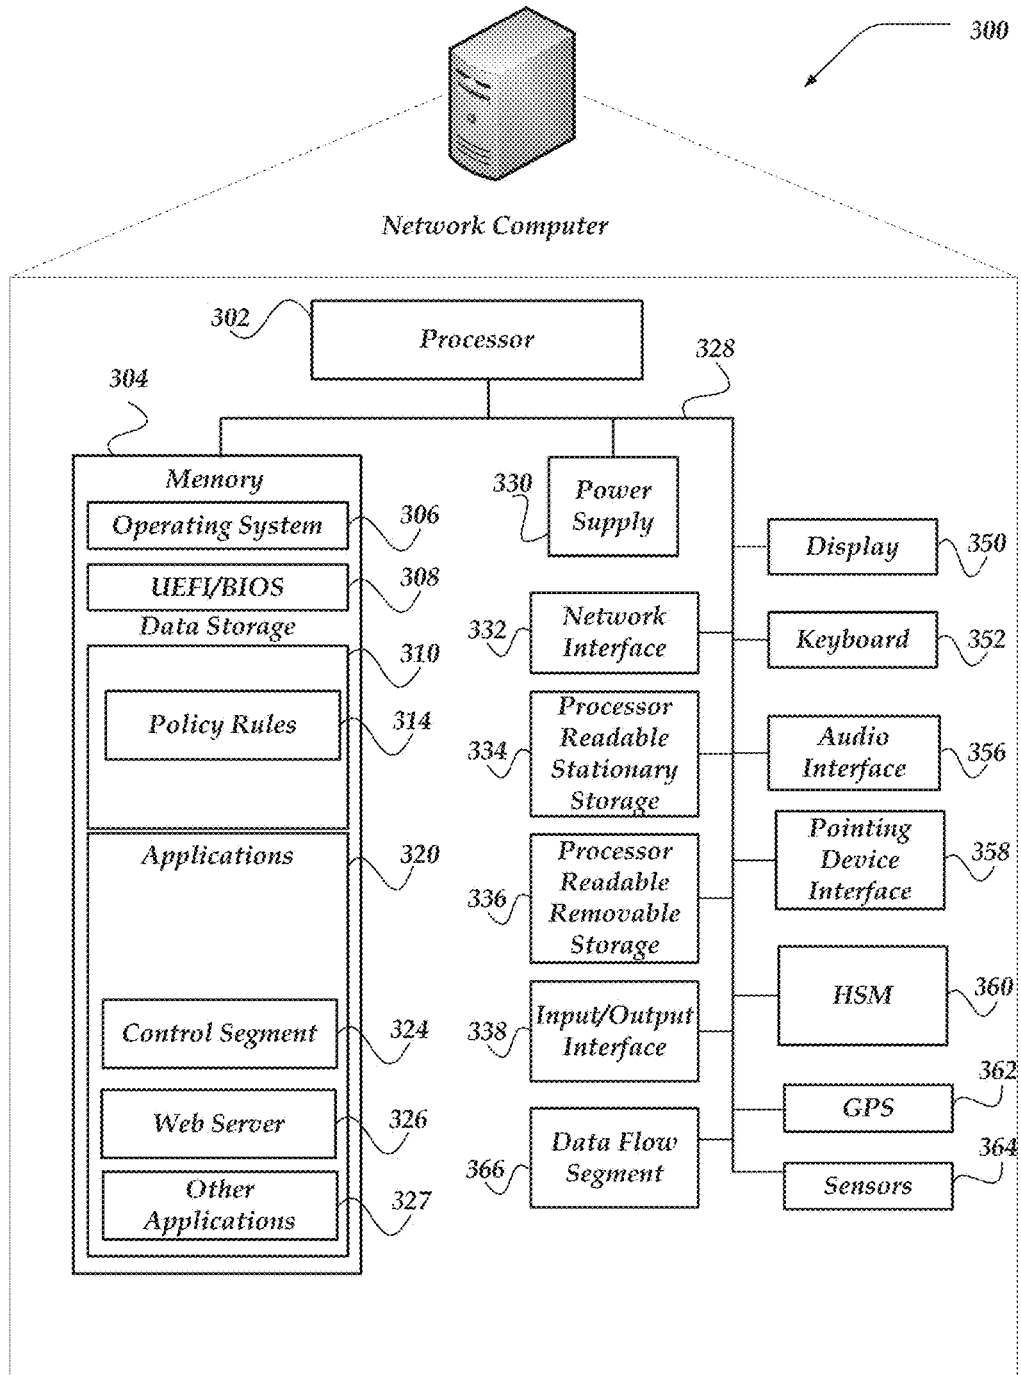 300
Network Computer
302
Processor
328
304
Memory
Operating System
306
UEFI/BIOS
308
Data Storage
310
Policy Rules
314
Applications
320
Control Segment
324
Web Server
326
Other
Applications
327
330
Power
Supply
332
Network
Interface
334
Processor
Readable
Stationary
Storage
336
Processor
Readable
Removable
Storage
338
Input/Output
Interface
366
Data Flow
Segment
Display
350
Keyboard
352
Audio
Interface
356
Pointing
Device
Interface
358
HSM
360
GPS
362
Sensors
364